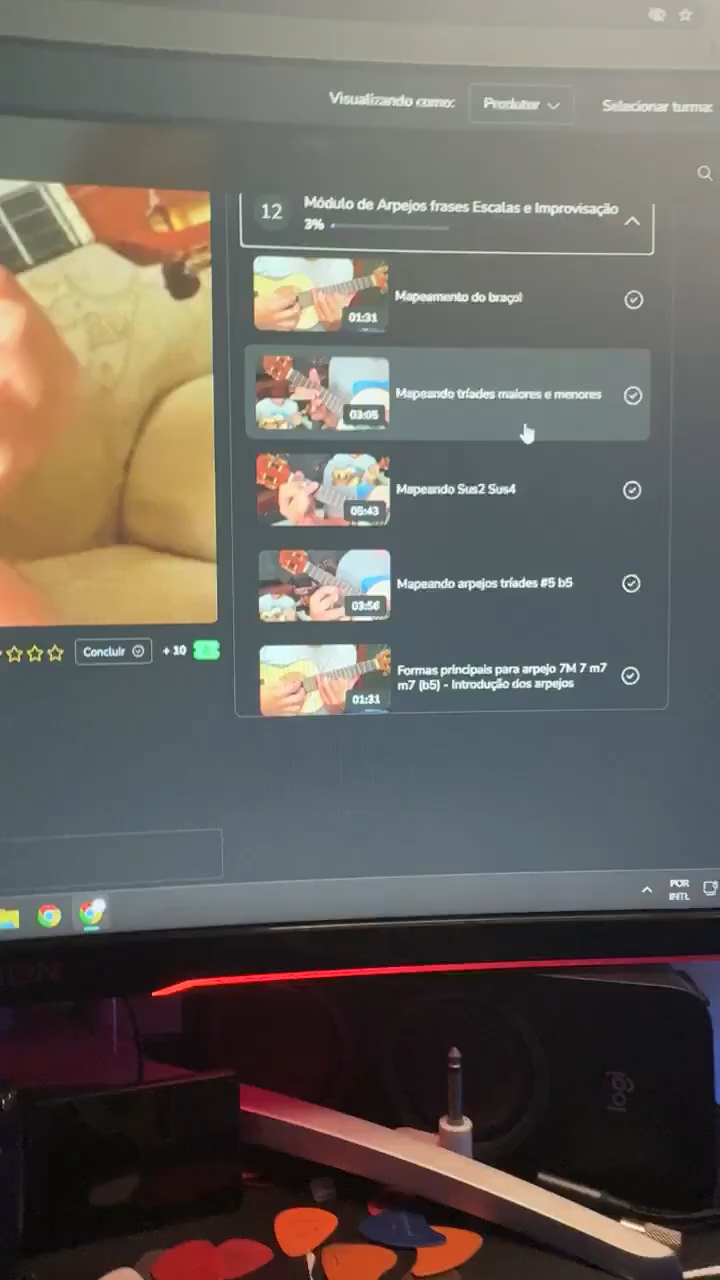 Visualizando como:
Produtor
Selecionar turma:
12
Módulo de Arpejos frases Escalas e Improvisação
3%
01:31
Mapeamento do braço!
03:05
Mapeando tríades maiores e menores
05:43
Mapeando Sus2 Sus4
03:56
Mapeando arpejos tríades #5 b5
01:31
Formas principais para arpejo 7M 7 m7
m7 (b5) - Introdução dos arpejos
Concluir
+ 10
POR
INTL
logi